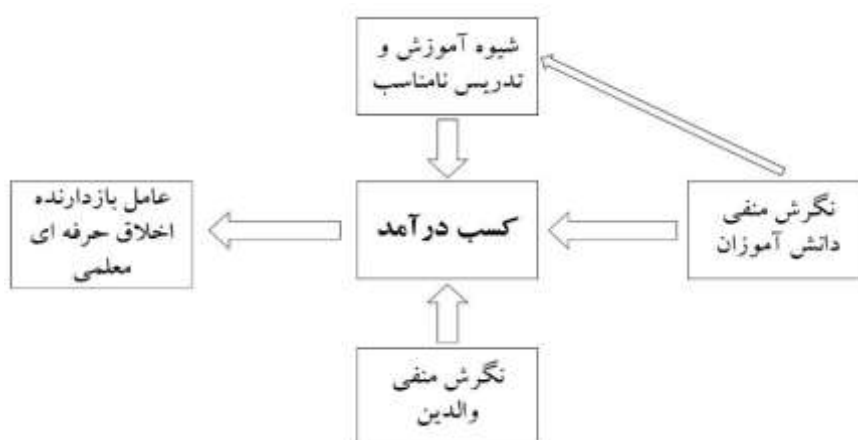 شیوه آموزش و
تدریس نامناسب
نگرش منفی
دانش آموزان
کسب درآمد
عامل بازدارنده
اخلاق حرفه ای
معلمی
نگرش منفی
والدین